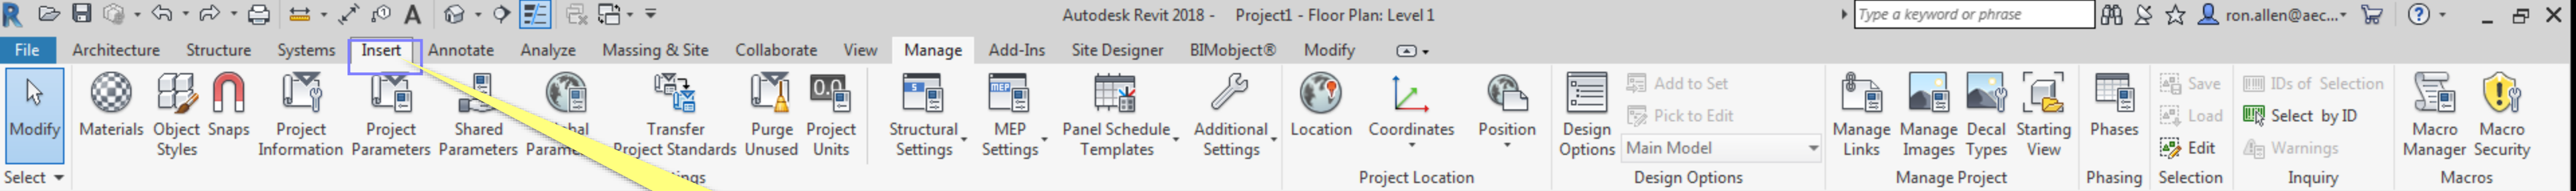 Autodesk Revit 2018 - Project1 - Floor Plan: Level 1
Type a keyword or phrase
ron.allen@aec...
File Architecture Structure Systems Insert Annotate Analyze Massing & Site Collaborate View Manage Add-Ins Site Designer BIMobject® Modify
Modify
Materials
Object
Styles
Snaps
Project
Information
Project
Parameters
Shared
Parameters
Transfer
Project Standards
Purge
Unused
0.0
Project
Units
S
Structural
Settings
MEP
MEP
Settings
Panel Schedule
Templates
Additional
Settings
Location
Coordinates
Position
Design
Options
Add to Set
Pick to Edit
Main Model
Manage
Links
Manage
Images
Decal
Types
Starting
View
Phases
Save
Load
Edit
IDs of Selection
Select by ID
Warnings
Macro
Manager
Macro
Security
Select
Project Location
Design Options
Manage Project
Phasing
Selection
Inquiry
Macros